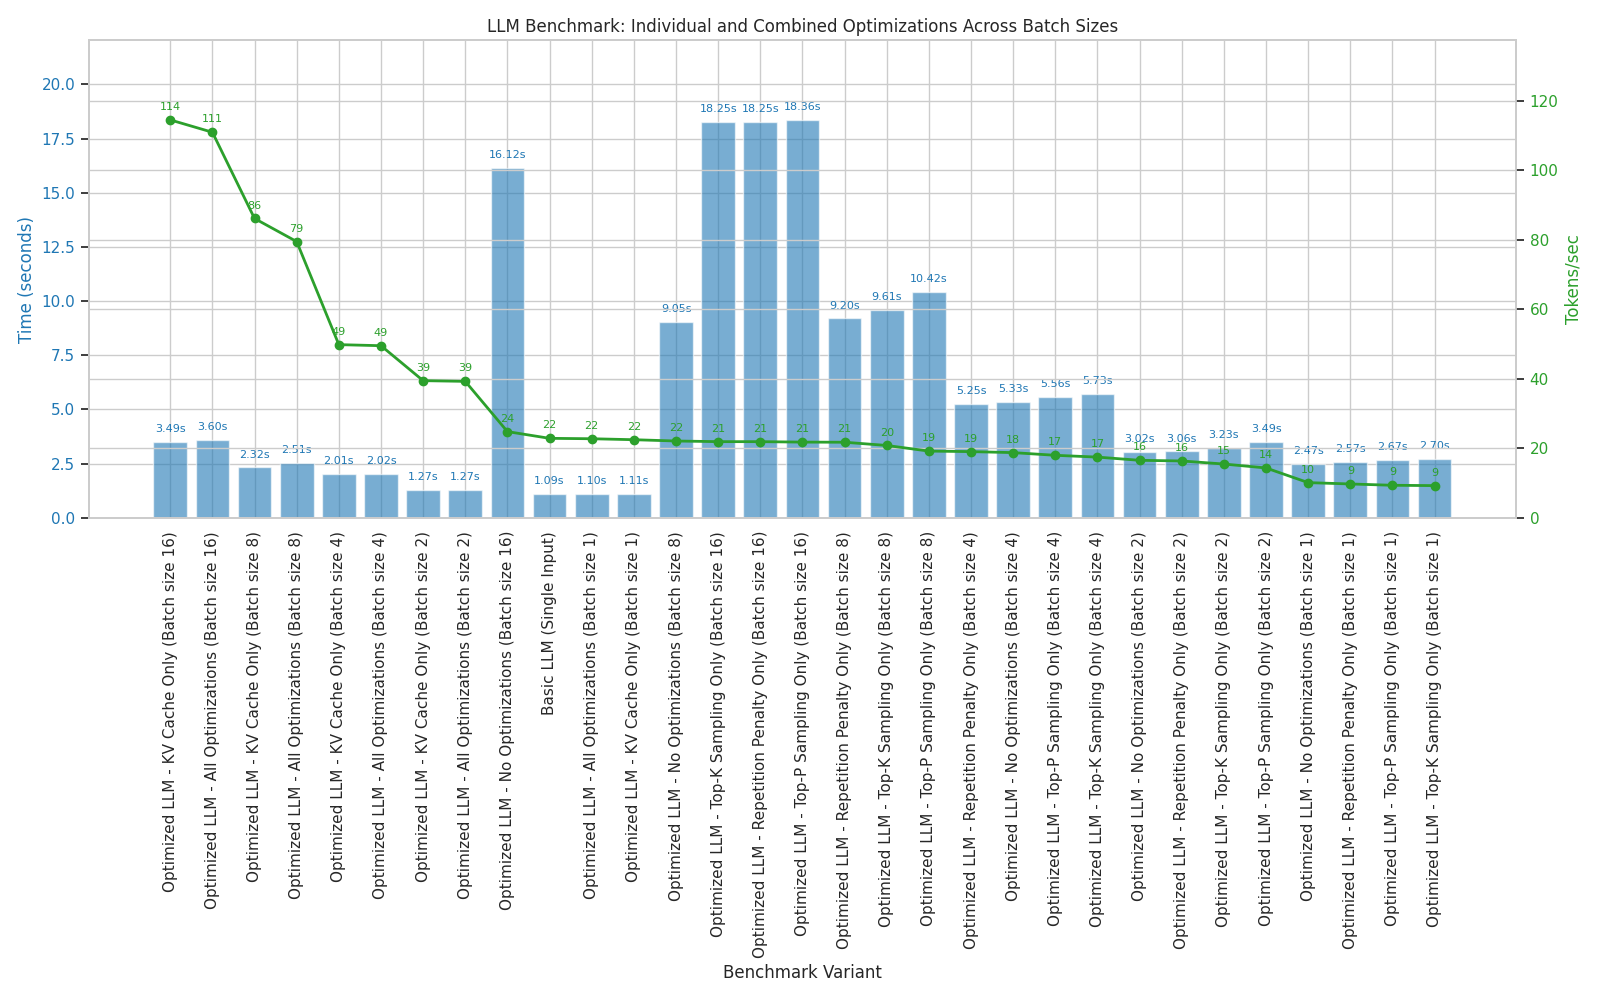 LLM Benchmark: Individual and Combined Optimizations Across Batch Sizes
Time (seconds)
20.0
17.5
15.0
12.5
10.0
7.5
5.0
2.5
0.0
Tokens/sec
120
100
80
60
40
20
0
3.49s
3.60s
2.32s
2.51s
2.01s
2.02s
1.27s
1.27s
16.12s
1.09s
1.10s
1.11s
9.05s
18.25s
18.25s
18.36s
9.20s
9.61s
10.42s
5.25s
5.33s
5.56s
5.73s
3.02s
3.06s
3.23s
3.49s
2.47s
2.57s
2.67s
2.70s
114
111
86
79
49
49
39
39
24
22
22
22
22
21
21
21
21
20
19
19
18
17
17
16
16
15
14
10
9
9
9
Optimized LLM - KV Cache Only (Batch size 16)
Optimized LLM - All Optimizations (Batch size 16)
Optimized LLM - KV Cache Only (Batch size 8)
Optimized LLM - All Optimizations (Batch size 8)
Optimized LLM - KV Cache Only (Batch size 4)
Optimized LLM - All Optimizations (Batch size 4)
Optimized LLM - KV Cache Only (Batch size 2)
Optimized LLM - All Optimizations (Batch size 2)
Optimized LLM - No Optimizations (Batch size 16)
Basic LLM (Single Input)
Optimized LLM - All Optimizations (Batch size 1)
Optimized LLM - KV Cache Only (Batch size 1)
Optimized LLM - No Optimizations (Batch size 8)
Optimized LLM - Top-K Sampling Only (Batch size 16)
Optimized LLM - Repetition Penalty Only (Batch size 16)
Optimized LLM - Top-P Sampling Only (Batch size 16)
Optimized LLM - Repetition Penalty Only (Batch size 8)
Optimized LLM - Top-K Sampling Only (Batch size 8)
Optimized LLM - Top-P Sampling Only (Batch size 8)
Optimized LLM - Repetition Penalty Only (Batch size 4)
Optimized LLM - No Optimizations (Batch size 4)
Optimized LLM - Top-P Sampling Only (Batch size 4)
Optimized LLM - Top-K Sampling Only (Batch size 4)
Optimized LLM - No Optimizations (Batch size 2)
Optimized LLM - Repetition Penalty Only (Batch size 2)
Optimized LLM - Top-K Sampling Only (Batch size 2)
Optimized LLM - Top-P Sampling Only (Batch size 2)
Optimized LLM - No Optimizations (Batch size 1)
Optimized LLM - Repetition Penalty Only (Batch size 1)
Optimized LLM - Top-P Sampling Only (Batch size 1)
Optimized LLM - Top-K Sampling Only (Batch size 1)
Benchmark Variant